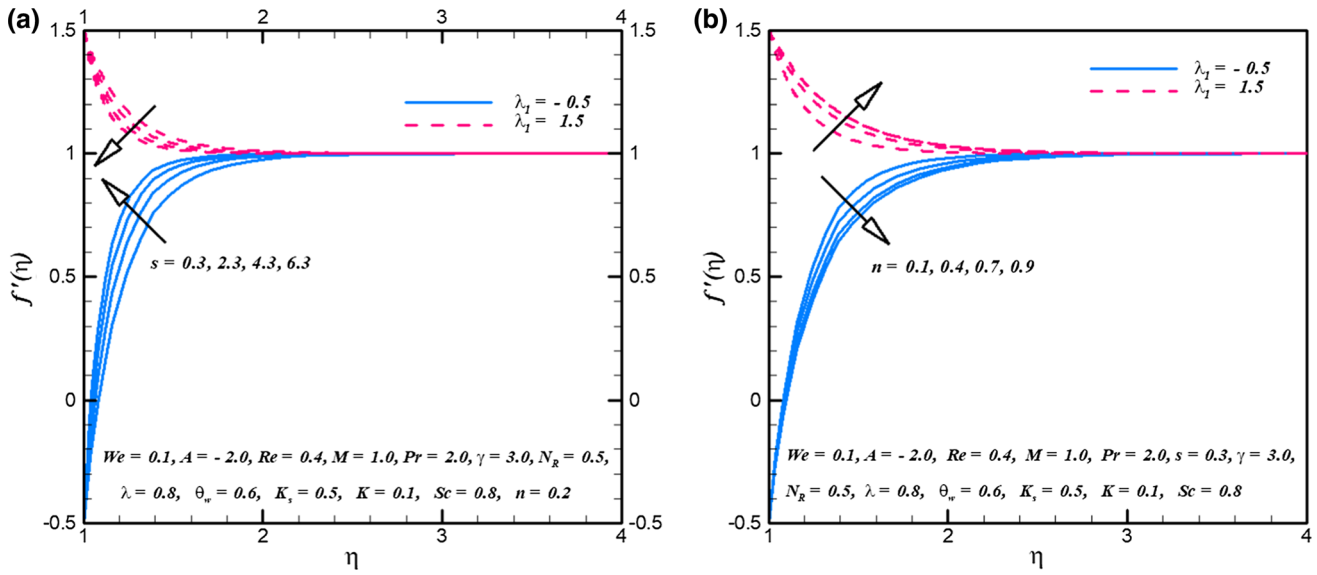 (a)
1 2 3 4
1.5 1.5
λ1 = - 0.5
λ1 = 1.5
1 1
s = 0.3, 2.3, 4.3, 6.3
f'(η)
0.5 0.5
0 0
We = 0.1, A = - 2.0, Re = 0.4, M = 1.0, Pr = 2.0, γ = 3.0, NR = 0.5,
λ = 0.8, θw = 0.6, Ks = 0.5, K = 0.1, Sc = 0.8, n = 0.2
-0.5 -0.5
1 2 3 4
η
(b)
1.5
λ1 = - 0.5
λ1 = 1.5
1
n = 0.1, 0.4, 0.7, 0.9
f'(η)
0.5
0
We = 0.1, A = - 2.0, Re = 0.4, M = 1.0, Pr = 2.0, s = 0.3, γ = 3.0,
NR = 0.5, λ = 0.8, θw = 0.6, Ks = 0.5, K = 0.1, Sc = 0.8
-0.5
1 2 3 4
η